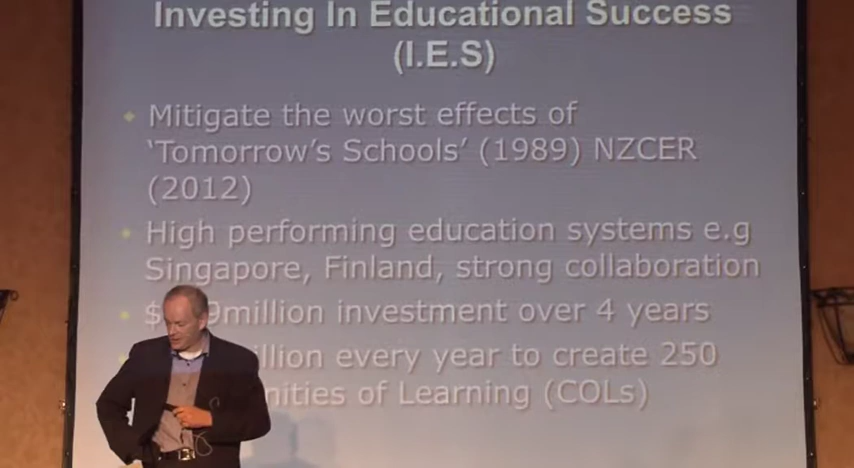 Investing In Educational Success
(I.E.S)
Mitigate the worst effects of
‘Tomorrow’s Schools’ (1989) NZCER
(2012)
High performing education systems e.g
Singapore, Finland, strong collaboration
investment over 4 years
every year to create 250
of Learning (COLs)